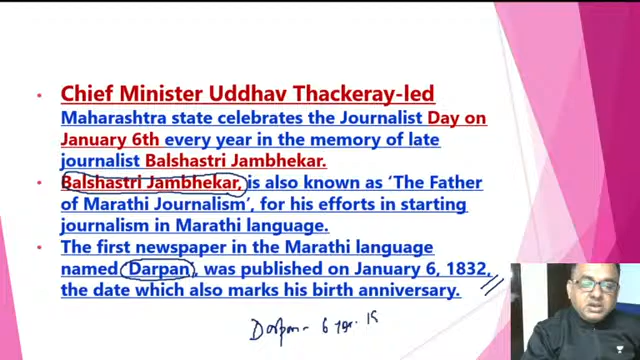 • Chief Minister Uddhav Thackeray-led
Maharashtra state celebrates the Journalist Day on
January 6th every year in the memory of late
journalist Balshastri Jambhekar.
• Balshastri Jambhekar, is also known as ‘The Father
of Marathi Journalism’, for his efforts in starting
journalism in Marathi language.
• The first newspaper in the Marathi language
named Darpan, was published on January 6, 1832,
the date which also marks his birth anniversary.
Darpan - 6